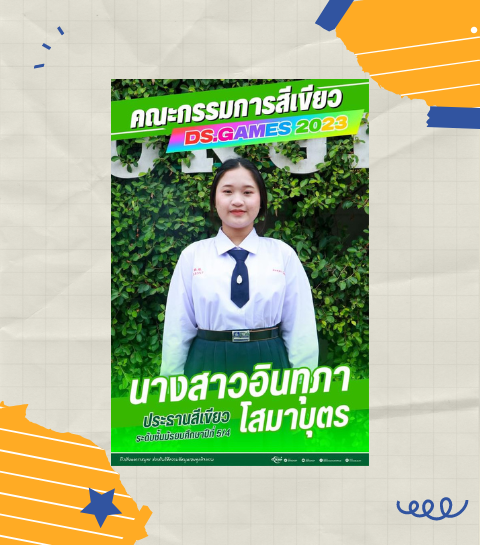 คณะกรรมการสีเขียว
DS.GAMES 2023
นางสาวอินทุภา
ประธานสีเขียว
โสมาบุตร
ระดับชั้นมัธยมศึกษาปีที่ 5/4